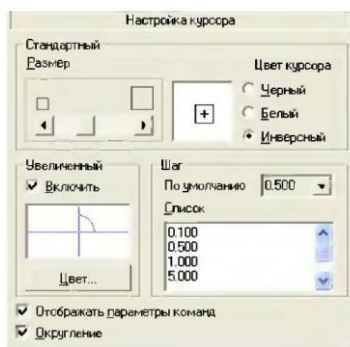 Настройка курсора
Стандартный
Размер
Цвет курсора
Черный
Белый
Инверсный
Увеличенный
Включить
Цвет...
Шаг
По умолчанию 0.500
Список
0.100
0.500
1.000
5.000
Отображать параметры команд
Округление